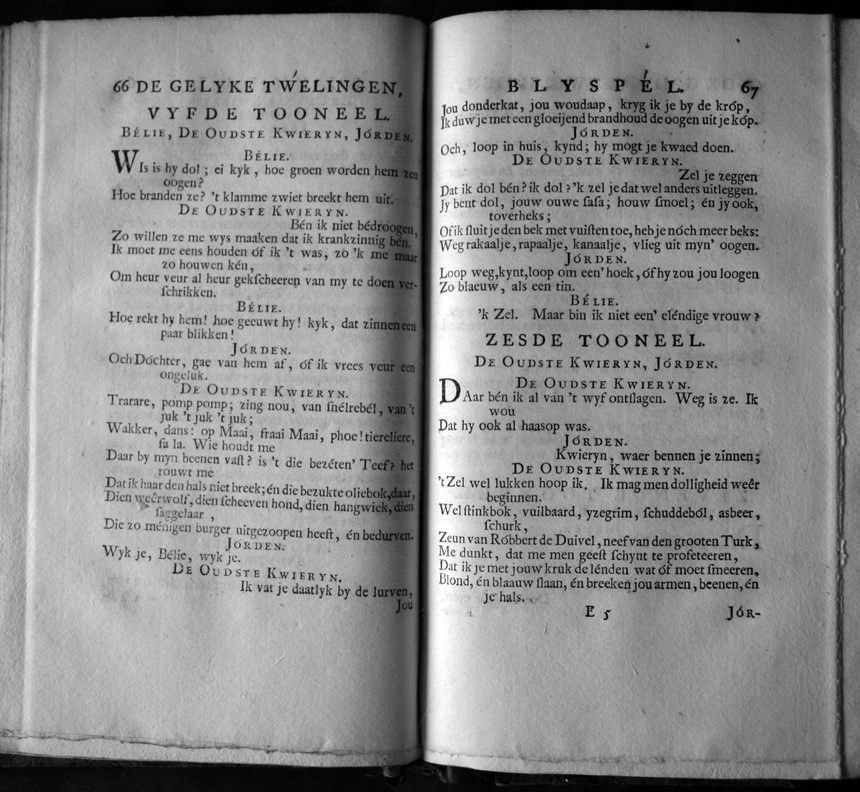 66 DE GELYKE TWÉLINGEN,
VYFDE TOONEEL.
BÉLIE, DE OUDSTE KWIERYN, JÓRDEN.
BÉLIE.
WIs is hy dol; ei kyk, hoe groen worden hem zen
oogen?
Hoe branden ze? 't klamme zwiet breekt hem uit.
DE OUDSTE KWIERYN.
Bén ik niet bédroogen,
Zo willen ze me wys maaken dat ik krankzinnig bén.
Ik moet me eens houden óf ik 't was, zo 'k me maar
zo houwen kén,
Om heur veur al heur gekſcheeren van my te doen ver-
ſchrikken.
BÉLIE.
Hoe rekt hy hem! hoe geeuwt hy! kyk, dat zinnen een
paar blikken!
JÓRDEN.
Och Dóchter, gae van hem af, óf ik vrees veur een
ongeluk.
DE OUDSTE KWIERYN.
Trarare, pomp pomp; zing nou, van ſnélrebél, van 't
juk 't juk 't juk;
Wakker, dans: op Maai, fraai Maai, phoe! tiereliere,
fa la. Wie houdt me
Daar by myn beenen vaſt? is 't die bezéten' Teef? het
rouwt me
Dat ik haar den hals niet breek; én die bezukte oliebok, daar,
Dien weêrwolf, dien ſcheeven hond, dien hangwiek, dien
ſaggelaar,
Die zo ménigen burger uitgezoopen heeft, én bedurven.
JÓRDEN.
Wyk je, Bélie, wyk je.
DE OUDSTE KWIERYN.
Ik vat je daatlyk by de lurven,
Jou
BLYSPÉL. 67
Jou donderkat, jou woudaap, kryg ik je by de króp,
Ik duw je met een gloeijend brandhoud de oogen uit je kóp.
JÓRDEN.
Och, loop in huis, kynd; hy mogt je kwaed doen.
DE OUDSTE KWIERYN.
Zel je zeggen
Dat ik dol bén? ik dol? 'k zel je dat wel anders uitleggen.
Jy bent dol, jouw ouwe ſaſa; houw ſmoel; én jy ook,
toverheks;
Of ik ſluit je den bek met vuiſten toe, heb je nóch meer beks:
Weg rakaalje, rapaalje, kanaalje, vlieg uit myn' oogen.
JÓRDEN.
Loop weg, kynt, loop om een' hoek, óf hy zou jou loogen
Zo blaeuw, als een tin.
BÉLIE.
'k Zel. Maar bin ik niet een' eléndige vrouw?
ZESDE TOONEEL.
DE OUDSTE KWIERYN, JÓRDEN.
DE OUDSTE KWIERYN.
DAar bén ik al van 't wyf ontſlagen. Weg is ze. Ik
wou
Dat hy ook al haasop was.
JÓRDEN.
Kwieryn, waer bennen je zinnen;
DE OUDSTE KWIERYN.
't Zel wel lukken hoop ik. Ik mag men dolligheid weêr
beginnen.
Wel ſtinkbok, vuilbaard, yzegrim, ſchuddeból, asbeer,
ſchurk,
Zeun van Róbbert de Duivel, neef van den grooten Turk,
Me dunkt, dat me men geeſt ſchynt te profeteeren,
Dat ik je met jouw kruk de lénden wat óf moet ſmeeren,
Blond, én blaauw ſlaan, én breeken jou armen, beenen, én
je hals.
E 5 JÓR-